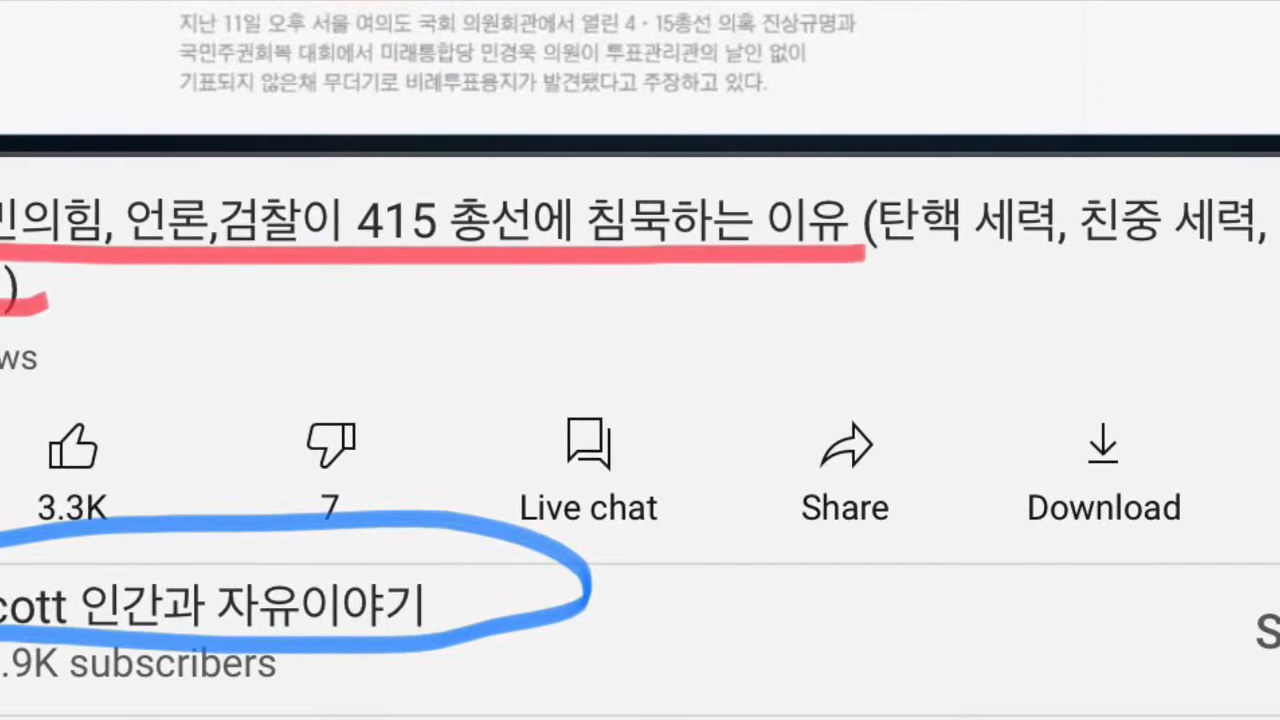 지난 11일 오후 서울 여의도 국회 의원회관에서 열린 4·15총선 의혹 진상규명과
국민주권회복 대회에서 미래통합당 민경욱 의원이 투표관리관의 날인 없이
기표되지 않은채 무더기로 비례투표용지가 발견됐다고 주장하고 있다.
민의힘, 언론,검찰이 415 총선에 침묵하는 이유 (탄핵 세력, 친중 세력,
)
ws
3.3K 7 Live chat Share Download
cott 인간과 자유이야기
S
.9K subscribers